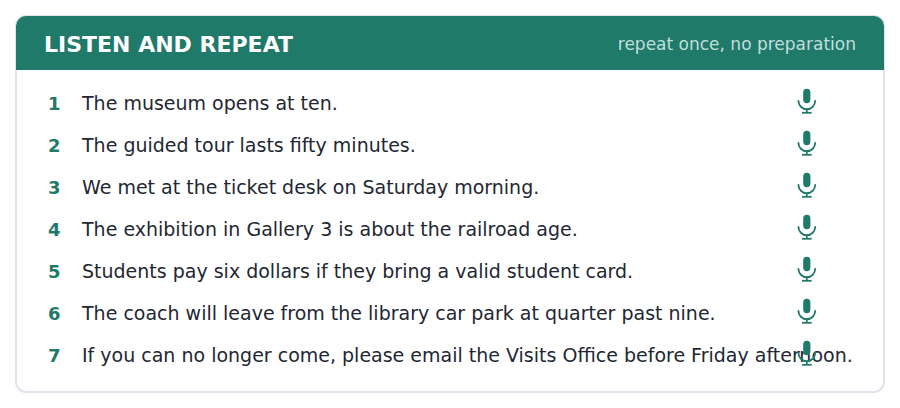 LISTEN AND REPEAT
repeat once, no preparation
1 The museum opens at ten.
2 The guided tour lasts fifty minutes.
3 We met at the ticket desk on Saturday morning.
4 The exhibition in Gallery 3 is about the railroad age.
5 Students pay six dollars if they bring a valid student card.
6 The coach will leave from the library car park at quarter past nine.
7 If you can no longer come, please email the Visits Office before Friday afternoon.